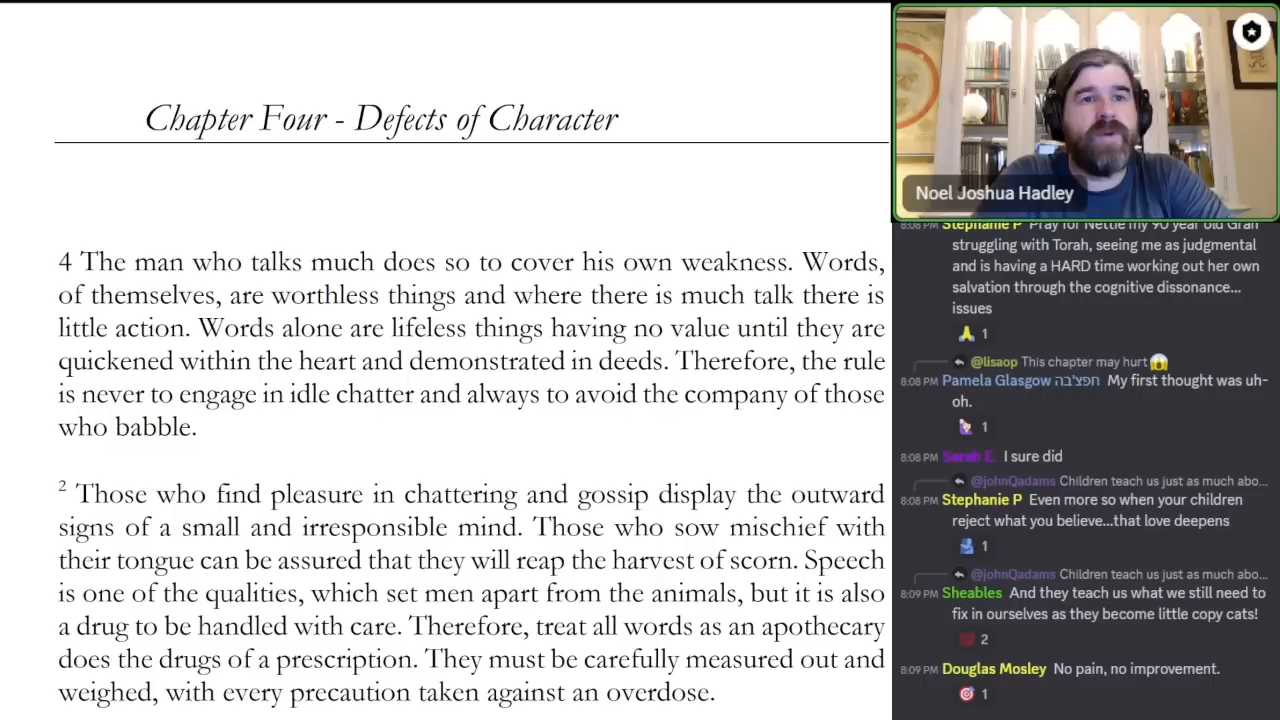 Chapter Four - Defects of Character
4 The man who talks much does so to cover his own weakness. Words,
of themselves, are worthless things and where there is much talk there is
little action. Words alone are lifeless things having no value until they are
quickened within the heart and demonstrated in deeds. Therefore, the rule
is never to engage in idle chatter and always to avoid the company of those
who babble.
2 Those who find pleasure in chattering and gossip display the outward
signs of a small and irresponsible mind. Those who sow mischief with
their tongue can be assured that they will reap the harvest of scorn. Speech
is one of the qualities, which set men apart from the animals, but it is also
a drug to be handled with care. Therefore, treat all words as an apothecary
does the drugs of a prescription. They must be carefully measured out and
weighed, with every precaution taken against an overdose.
Noel Joshua Hadley
8:08 PM Stephanie P Pray for Nettie my 90 year old Gran
struggling with Torah, seeing me as judgmental
and is having a HARD time working out her own
salvation through the cognitive dissonance...
issues
🙏 1
@lisaop This chapter may hurt 😱
8:08 PM Pamela Glasgow חפצ'בה My first thought was uh-
oh.
1
8:08 PM Sarah E. I sure did
@johnQadams Children teach us just as much abo...
8:08 PM Stephanie P Even more so when your children
reject what you believe...that love deepens
1
@johnQadams Children teach us just as much abo...
8:09 PM Sheables And they teach us what we still need to
fix in ourselves as they become little copy cats!
2
8:09 PM Douglas Mosley No pain, no improvement.
🎯 1